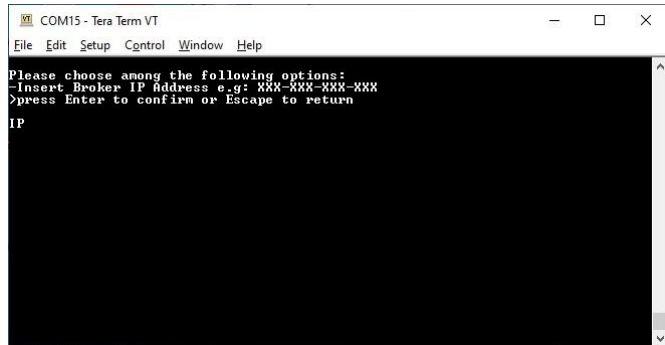 COM15 - Tera Term VT
File Edit Setup Control Window Help
Please choose among the following options:
-Insert Broker IP Address e.g: XXX-XXX-XXX-XXX
>press Enter to confirm or Escape to return
IP